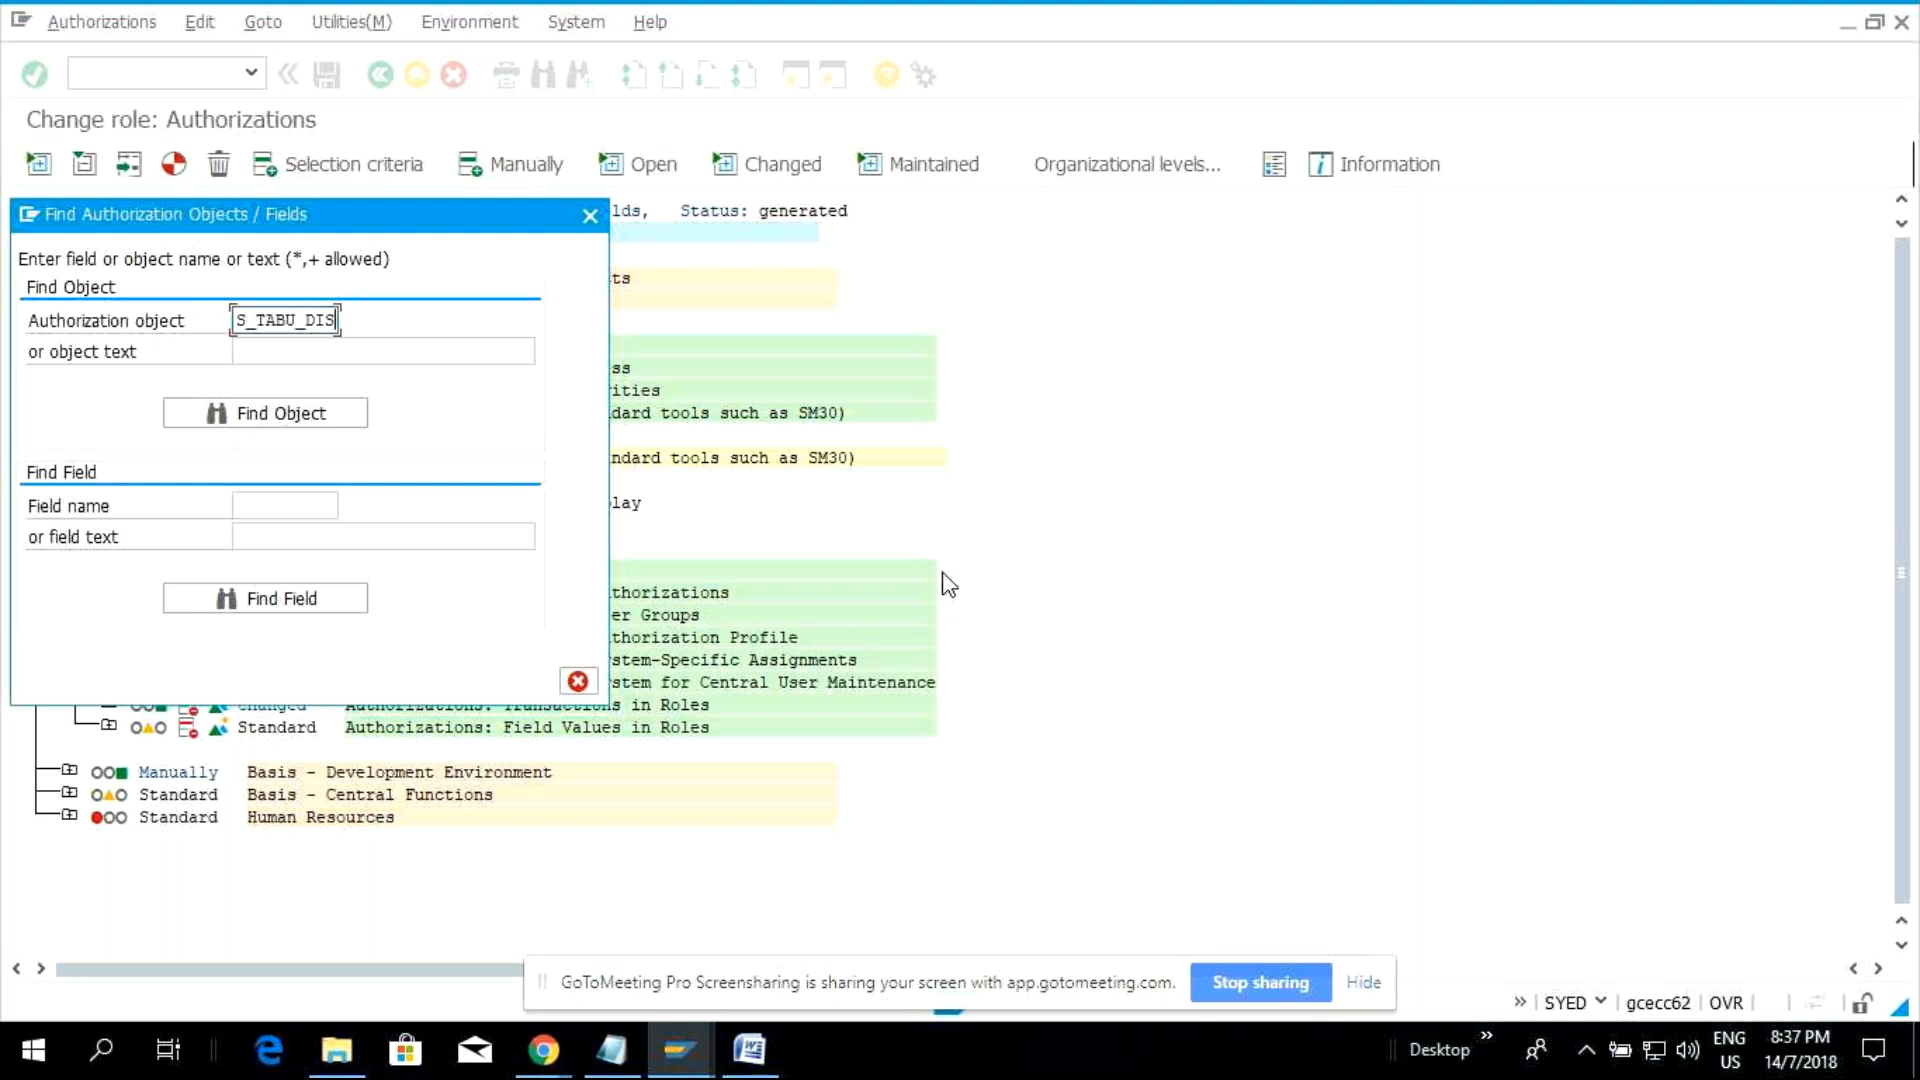 Authorizations Edit Goto Utilities(M) Environment System Help
Change role: Authorizations
Selection criteria Manually Open Changed Maintained Organizational levels... Information
Find Authorization Objects / Fields
lds, Status: generated
Enter field or object name or text (*,+ allowed)
ts
Find Object
Authorization object S_TABU_DIS
or object text
ss
ities
Find Object
dard tools such as SM30)
ndard tools such as SM30)
Find Field
Field name
lay
or field text
Find Field
thorizations
er Groups
thorization Profile
stem-Specific Assignments
stem for Central User Maintenance
Changed Authorizations: Transactions in Roles
Standard Authorizations: Field Values in Roles
Manually Basis - Development Environment
Standard Basis - Central Functions
Standard Human Resources
GoToMeeting Pro Screensharing is sharing your screen with app.gotomeeting.com. Stop sharing Hide
SYED gcecc62 OVR
Desktop ENG US 8:37 PM 14/7/2018